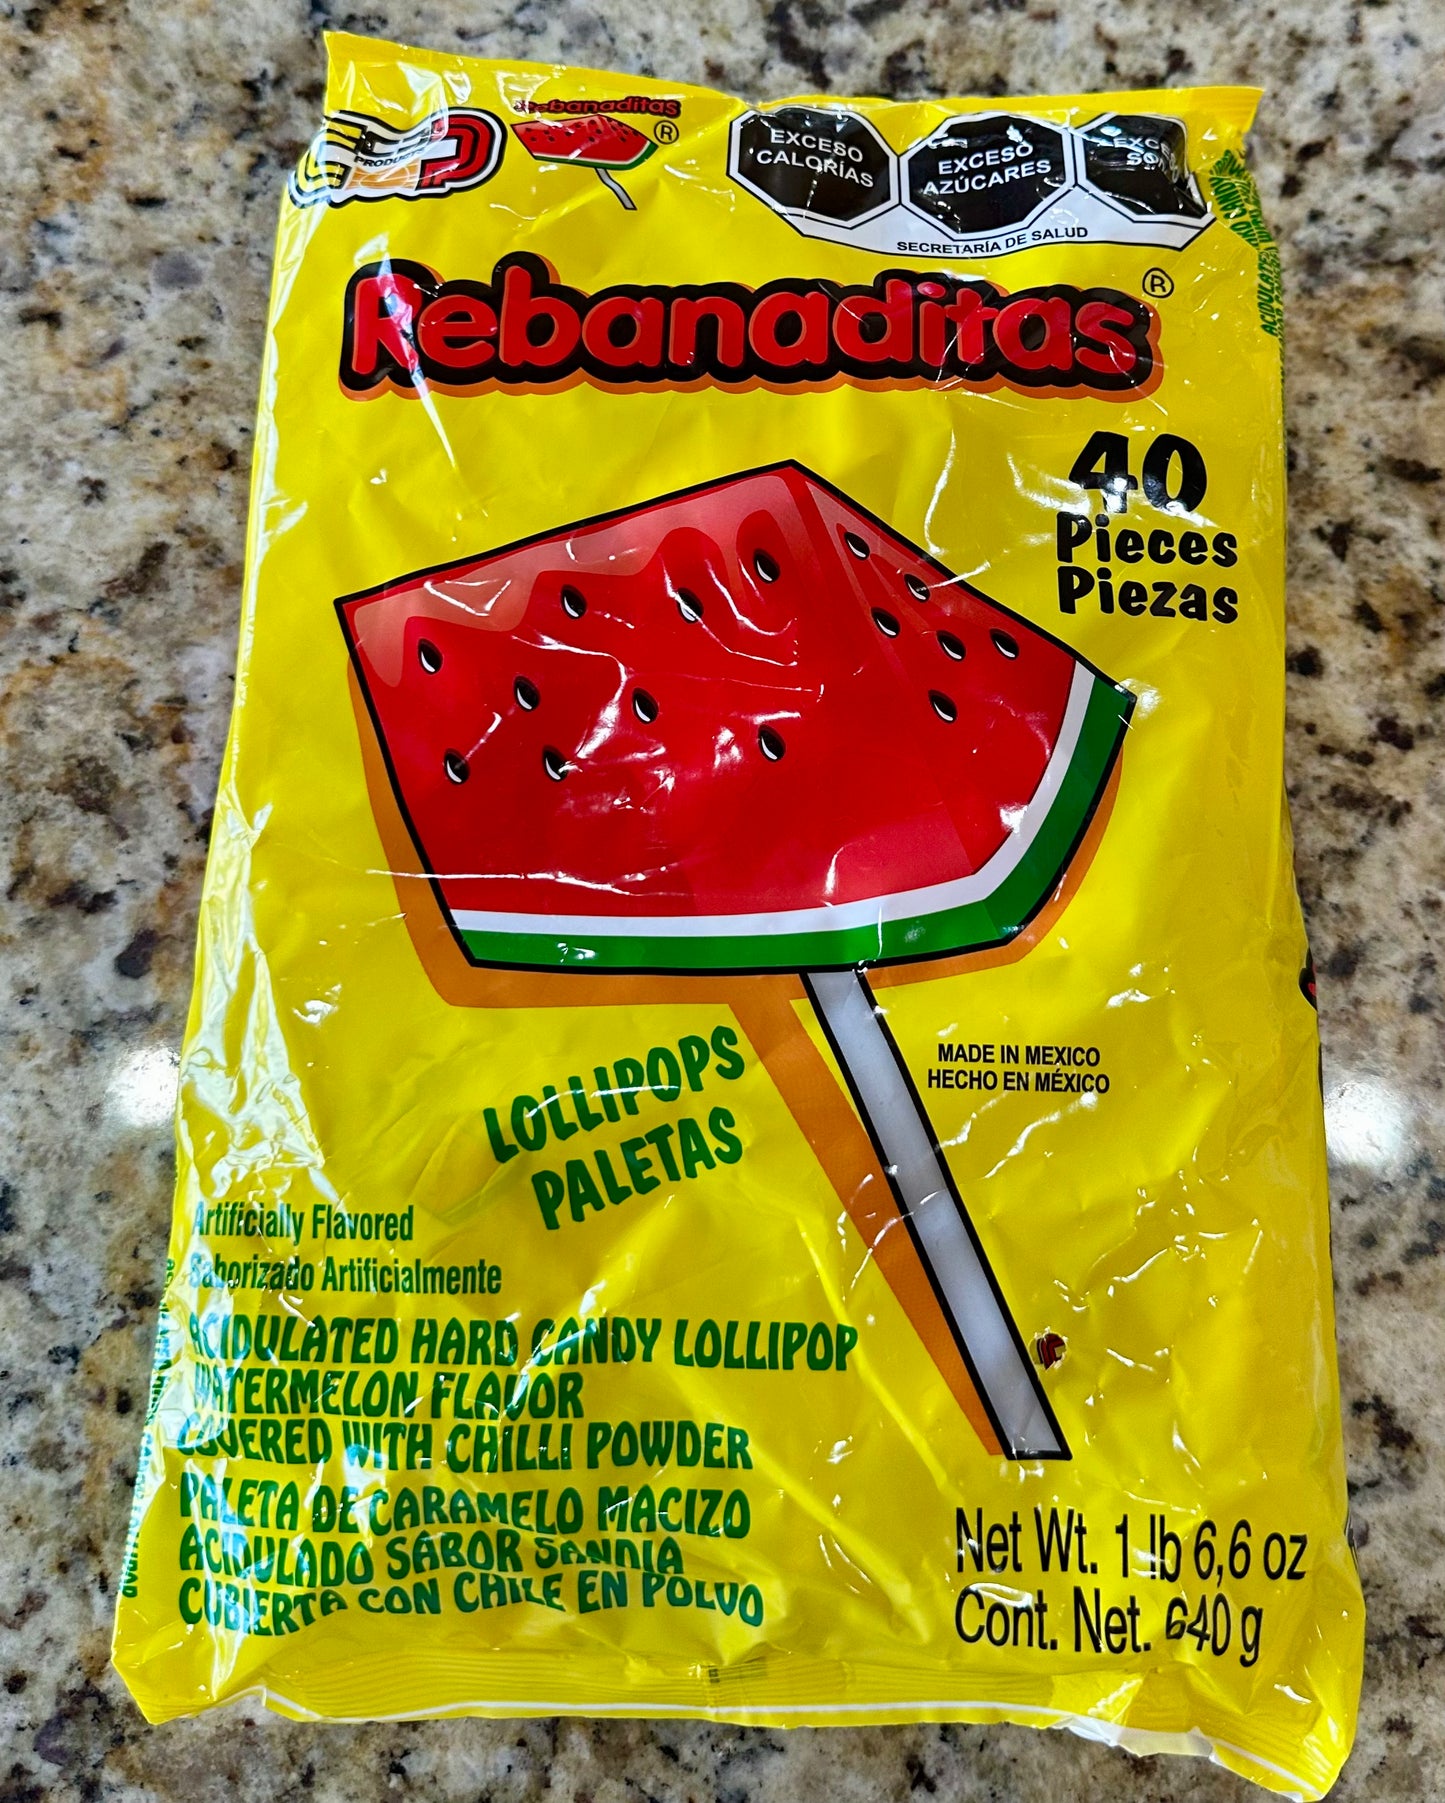 PRODUCTS
Rebanaditas
®
EXCESO
CALORÍAS
EXCESO
AZÚCARES
SECRETARÍA DE SALUD
Rebanaditas
®
40
Pieces
Piezas
LOLLIPOPS
PALETAS
MADE IN MEXICO
HECHO EN MÉXICO
Artificially Flavored
Saborizado Artificialmente
ACIDULATED HARD CANDY LOLLIPOP
WATERMELON FLAVOR
COVERED WITH CHILLI POWDER
PALETA DE CARAMELO MACIZO
ACIDULADO SABOR SANDIA
CUBIERTA CON CHILE EN POLVO
Net Wt. 1 lb 6,6 oz
Cont. Net. 640 g